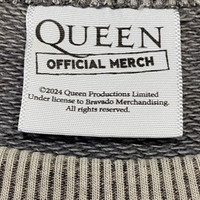 QUEEN
OFFICIAL MERCH
©2024 Queen Productions Limited
Under license to Bravado Merchandising.
All rights reserved.